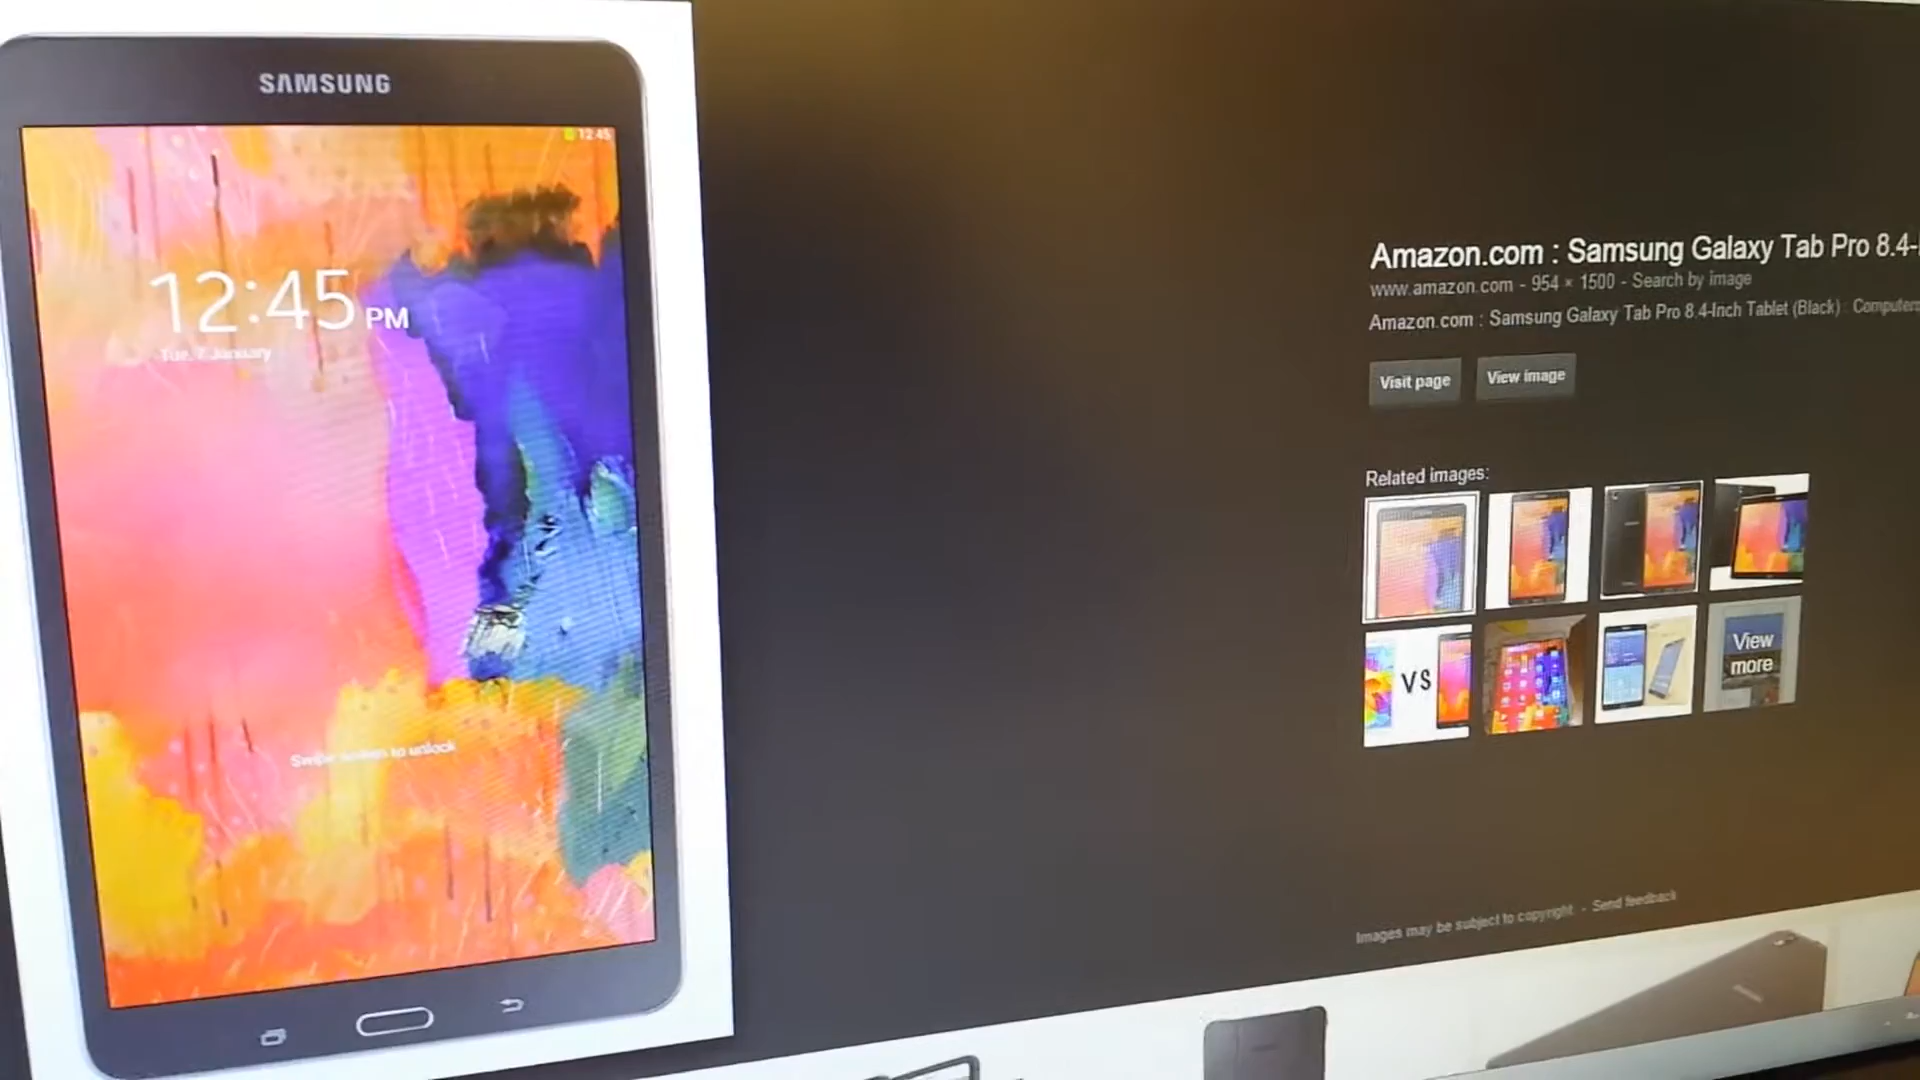 SAMSUNG
12:45
12:45 PM
Tue, 7 January
Swipe screen to unlock
Amazon.com : Samsung Galaxy Tab Pro 8.4-
www.amazon.com - 954 × 1500 - Search by image
Amazon.com : Samsung Galaxy Tab Pro 8.4-Inch Tablet (Black) : Computers
Visit page
View image
Related images:
VS
View
more
Images may be subject to copyright. - Send feedback